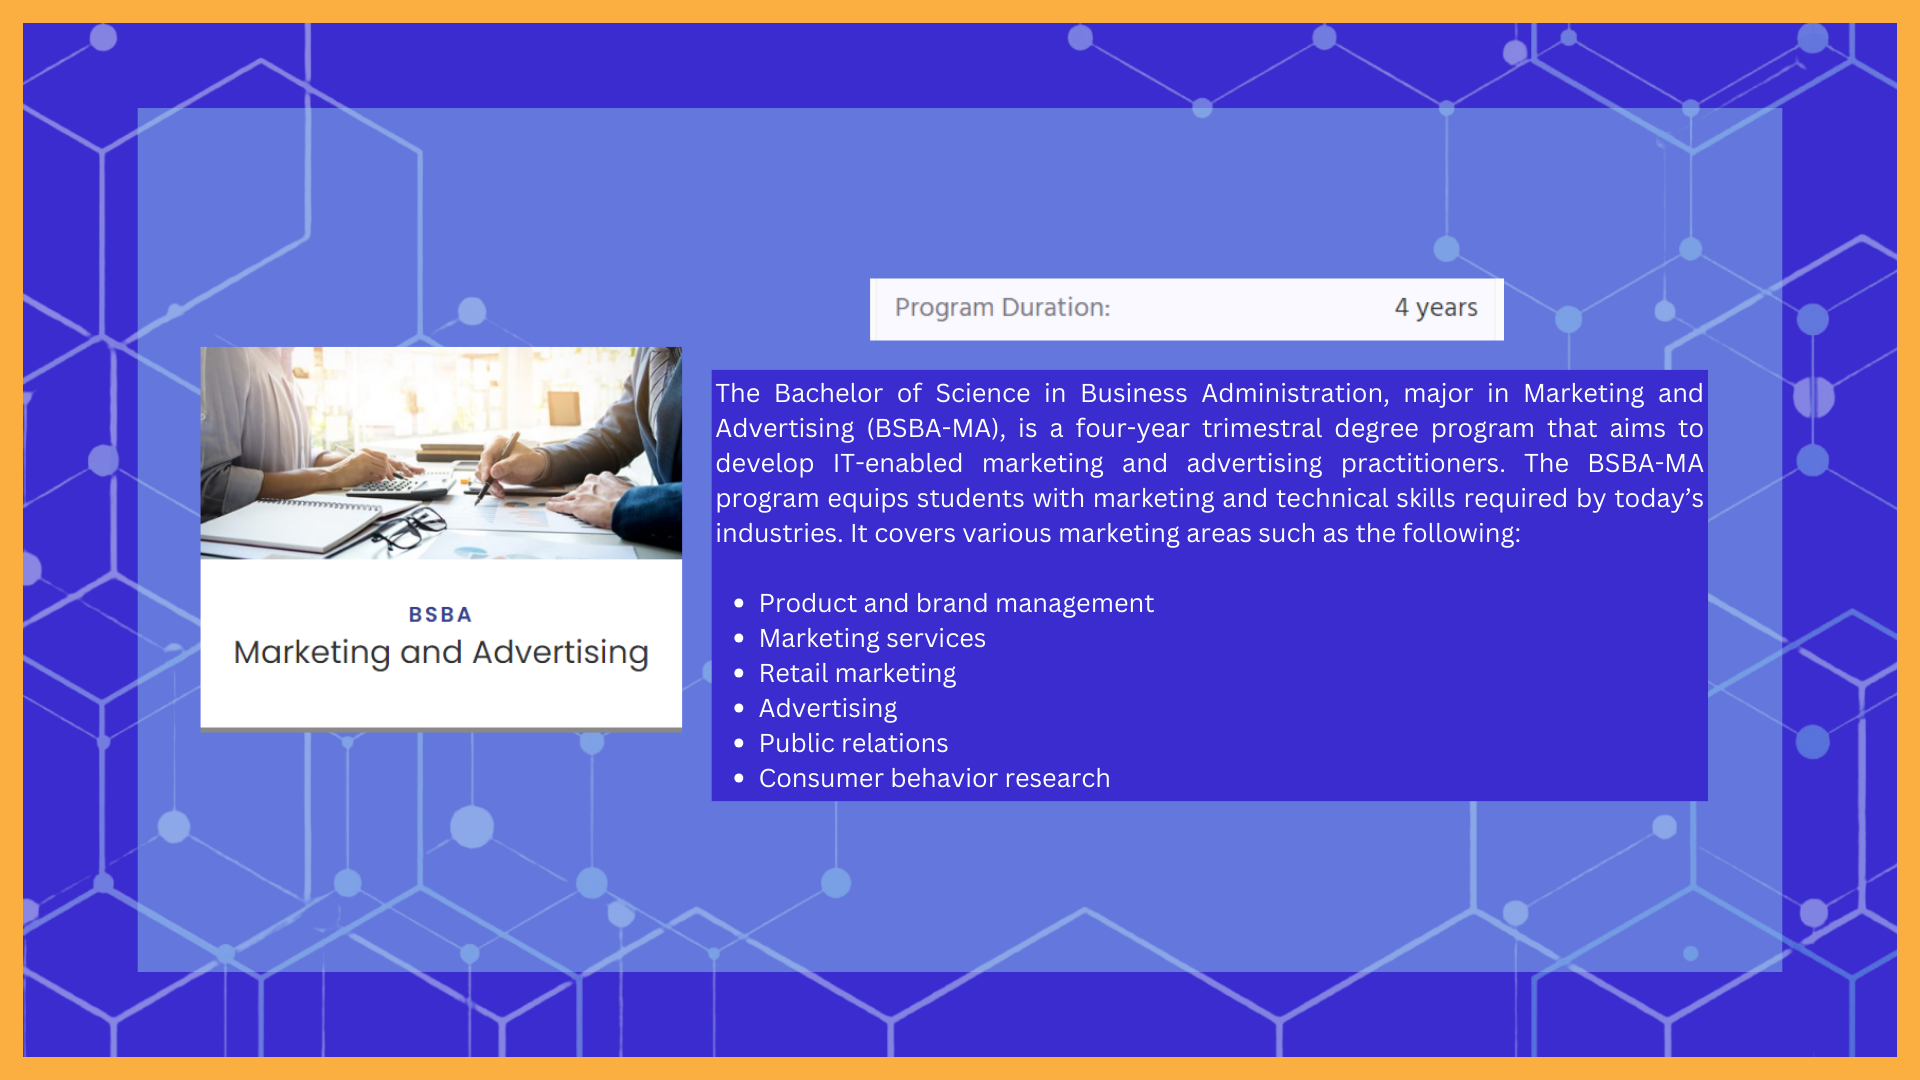 Program Duration: 4 years
BSBA
Marketing and Advertising
The Bachelor of Science in Business Administration, major in Marketing and
Advertising (BSBA-MA), is a four-year trimestral degree program that aims to
develop IT-enabled marketing and advertising practitioners. The BSBA-MA
program equips students with marketing and technical skills required by today’s
industries. It covers various marketing areas such as the following:
• Product and brand management
• Marketing services
• Retail marketing
• Advertising
• Public relations
• Consumer behavior research